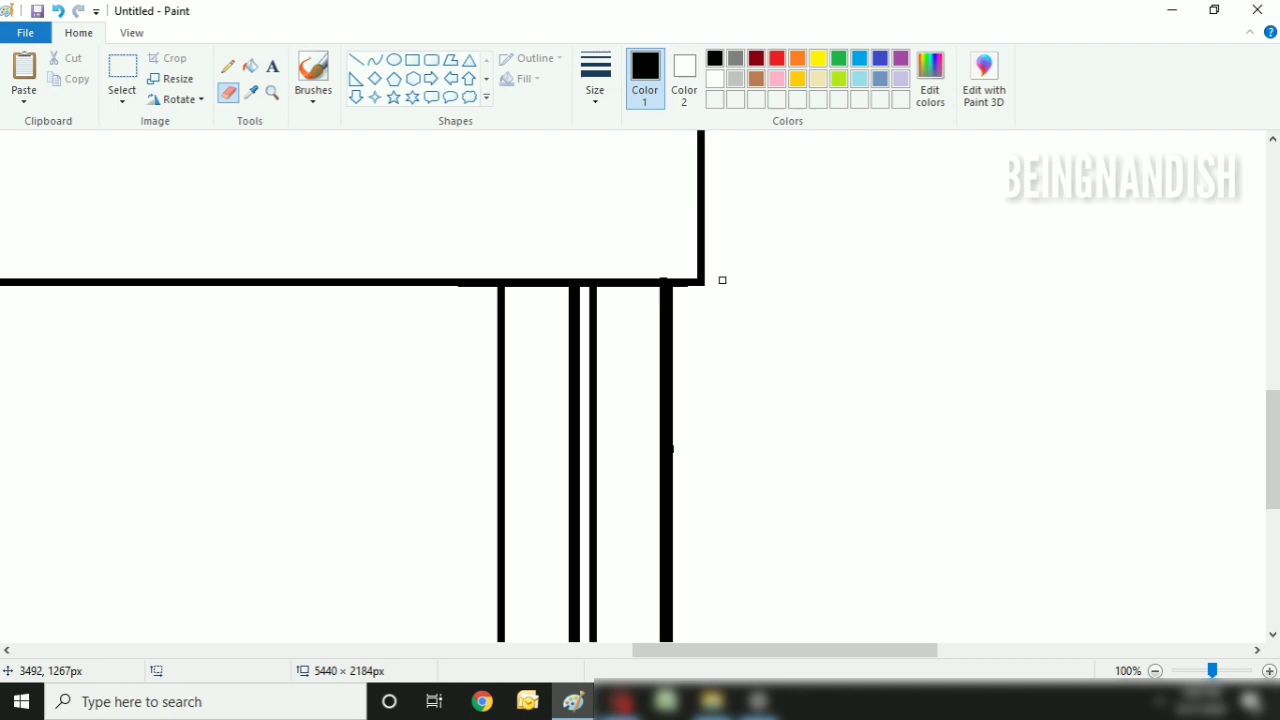 Untitled - Paint
File Home View
Paste
Cut
Copy
Clipboard
Select
Crop
Resize
Rotate
Image
A
Tools
Brushes
Shapes
Outline
Fill
Size
Color 1
Color 2
Edit colors
Colors
Edit with Paint 3D
BEINGNANDISH
3492, 1267px
5440 × 2184px
100%
Type here to search